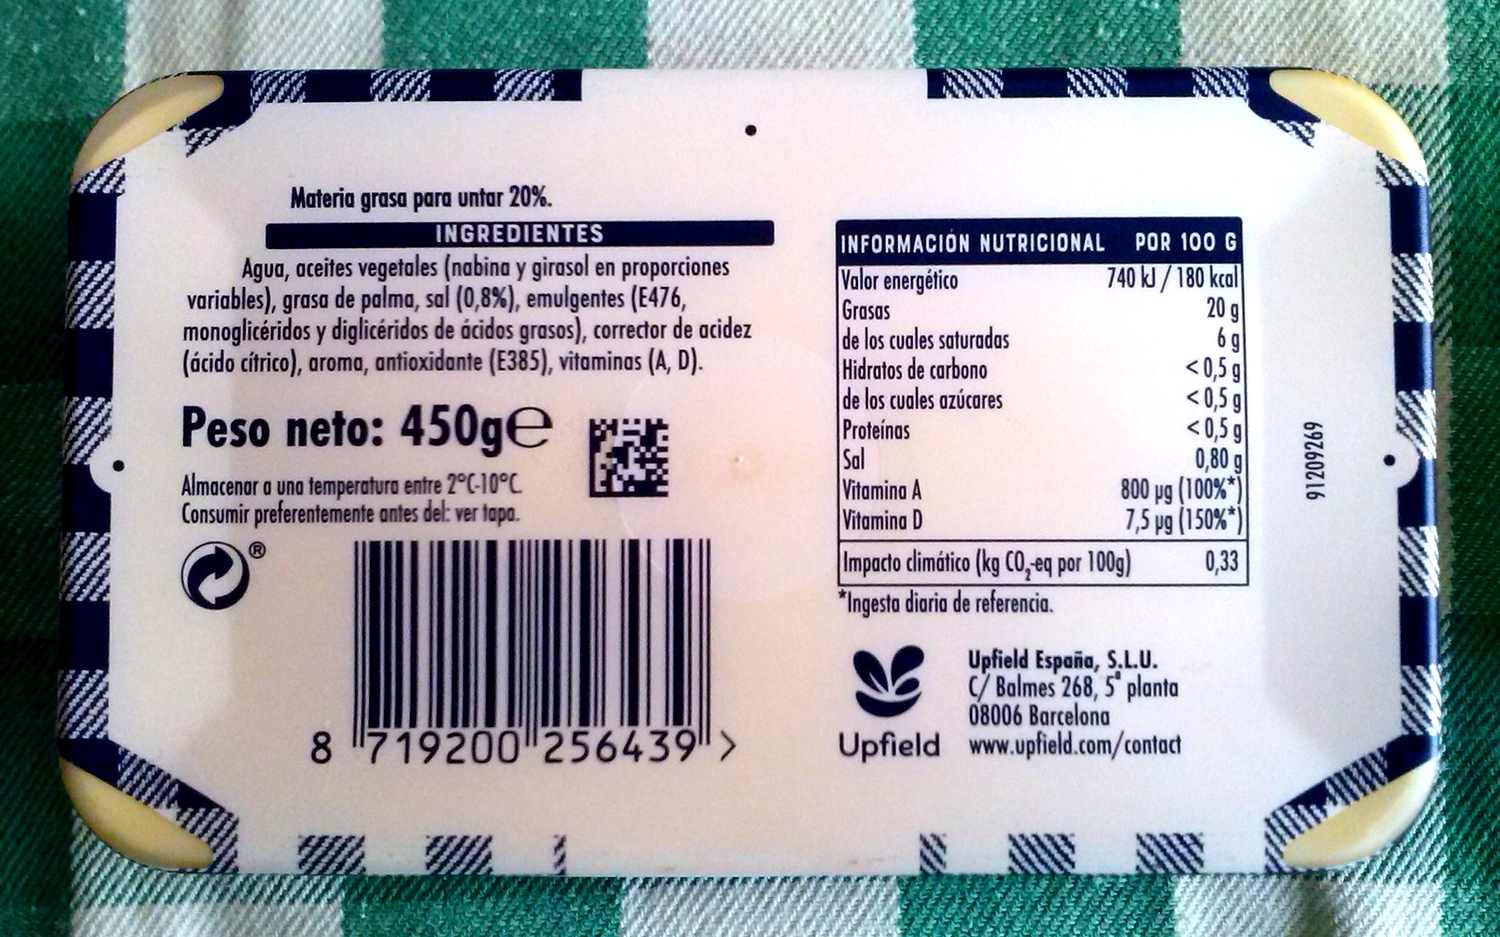 Materia grasa para untar 20%.
INGREDIENTES
Agua, aceites vegetales (nabina y girasol en proporciones
variables), grasa de palma, sal (0,8%), emulgentes (E476,
monoglicéridos y diglicéridos de ácidos grasos), corrector de acidez
(ácido cítrico), aroma, antioxidante (E385), vitaminas (A, D).
Peso neto: 450g℮
Almacenar a una temperatura entre 2°C-10°C.
Consumir preferentemente antes del: ver tapa.
®
8 719200 256439 >
INFORMACIÓN NUTRICIONAL POR 100 G
Valor energético 740 kJ / 180 kcal
Grasas 20 g
de los cuales saturadas 6 g
Hidratos de carbono <0,5 g
de los cuales azúcares <0,5 g
Proteínas <0,5 g
Sal 0,80 g
Vitamina A 800 µg (100%*)
Vitamina D 7,5 µg (150%*)
Impacto climático (kg CO₂-eq por 100g) 0,33
*Ingesta diaria de referencia.
Upfield
Upfield España, S.L.U.
C/ Balmes 268, 5ª planta
08006 Barcelona
www.upfield.com/contact
91209269